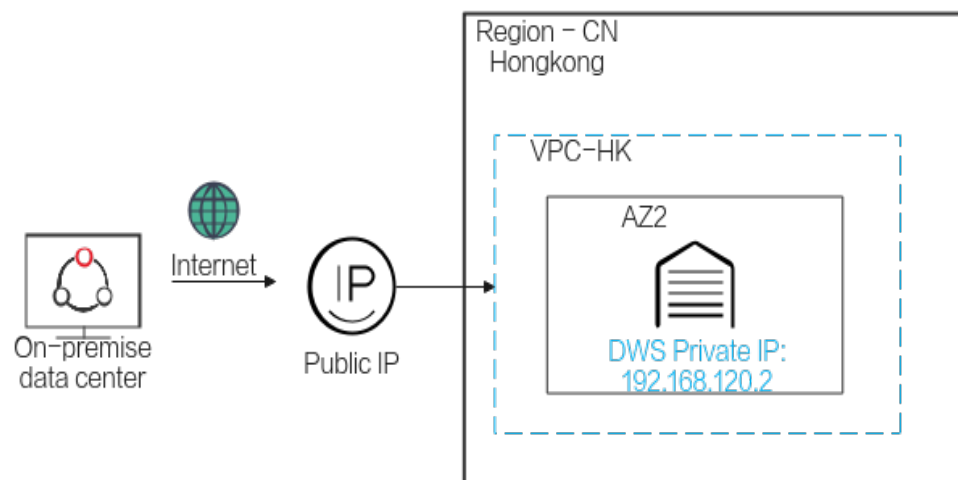 Region - CN
Hongkong
VPC-HK
AZ2
Internet
IP
On-premise
data center
Public IP
DWS Private IP:
192.168.120.2